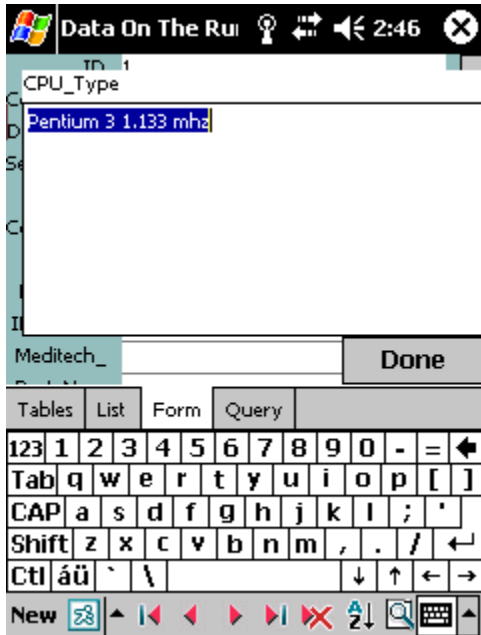 Data On The Rui 2:46
ID 1
CPU_Type
Pentium 3 1.133 mhz
Meditech_
Done
Tables List Form Query
123 1 2 3 4 5 6 7 8 9 0 - =
Tab q w e r t y u i o p [ ]
CAP a s d f g h j k l ; '
Shift z x c v b n m , . /
Ctl áü ` \
New